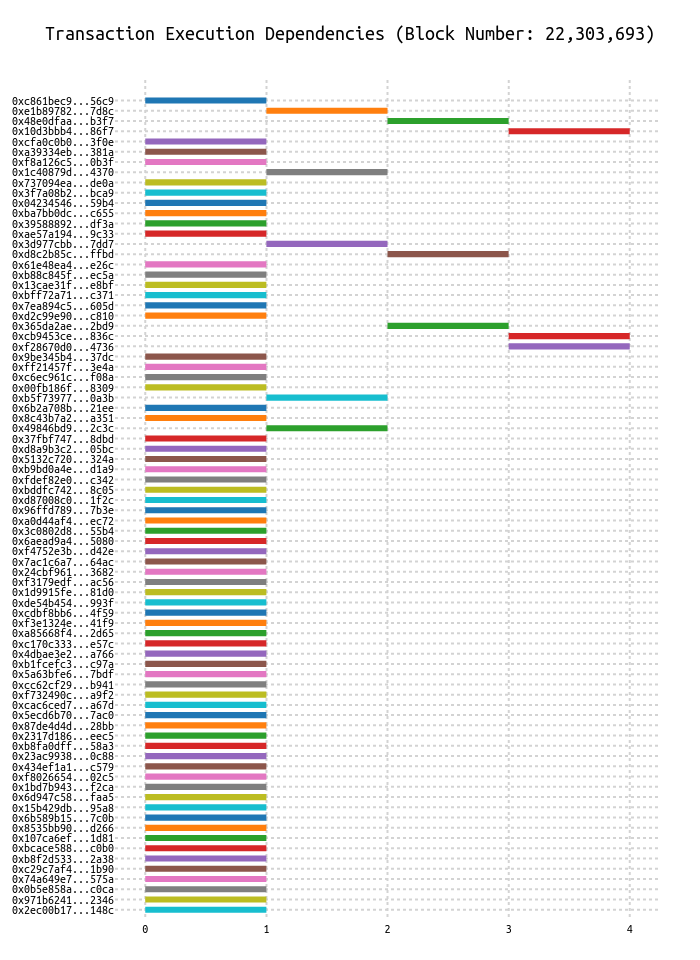 Transaction Execution Dependencies (Block Number: 22,303,693)
0xc861bec9...56c9
0xe1b89782...7d8c
0x48e0dfaa...b3f7
0x10d3bbb4...86f7
0xcfa0c0b0...3f0e
0xa39334eb...381a
0xf8a126c5...0b3f
0x1c40879d...4370
0x737094ea...de0a
0x3f7a08b2...bca9
0x04234546...59b4
0xba7bb0dc...c655
0x39588892...df3a
0xae57a194...9c33
0x3d977cbb...7dd7
0xd8c2b85c...ffbd
0x61e48ea4...e26c
0xb88c845f...ec5a
0x13cae31f...e8bf
0xbff72a71...c371
0x7ea894c5...605d
0xd2c99e90...c810
0x365da2ae...2bd9
0xcb9453ce...836c
0xf28670d0...4736
0x9be345b4...37dc
0xff21457f...3e4a
0xc6ec961c...f08a
0x00fb186f...8309
0xb5f73977...0a3b
0x6b2a708b...21ee
0x8c43b7a2...a351
0x49846bd9...2c3c
0x37fbf747...8dbd
0xd8a9b3c2...05bc
0x5132c720...324a
0xb9bd0a4e...d1a9
0xfdef82e0...c342
0xbddfc742...8c05
0xd87008c0...1f2c
0x96ffd789...7b3e
0xa0d44af4...ec72
0x3c0802d8...55b4
0x6aead9a4...5080
0xf4752e3b...d42e
0x7ac1c6a7...64ac
0x24cbf961...3682
0xf3179edf...ac56
0x1d9915fe...81d0
0xde54b454...993f
0xcdbf8bb6...4f59
0xf3e1324e...41f9
0xa85668f4...2d65
0xc170c333...e57c
0x4dbae3e2...a766
0xb1fcefc3...c97a
0x5a63bfe6...7bdf
0xcc62cf29...b941
0xf732490c...a9f2
0xcac6ced7...a67d
0x5ecd6b70...7ac0
0x87de4d4d...28bb
0x2317d186...eec5
0xb8fa0dff...58a3
0x23ac9938...0c88
0x434ef1a1...c579
0xf8026654...02c5
0x1bd7b943...f2ca
0x6d947c58...faa5
0x15b429db...95a8
0x6b589b15...7c0b
0x8535bb90...d266
0x107ca6ef...1d81
0xbcace588...c0b0
0xb8f2d533...2a38
0xc29c7af4...1b90
0x74a649e7...575a
0x0b5e858a...c0ca
0x971b6241...2346
0x2ec00b17...148c
0 1 2 3 4